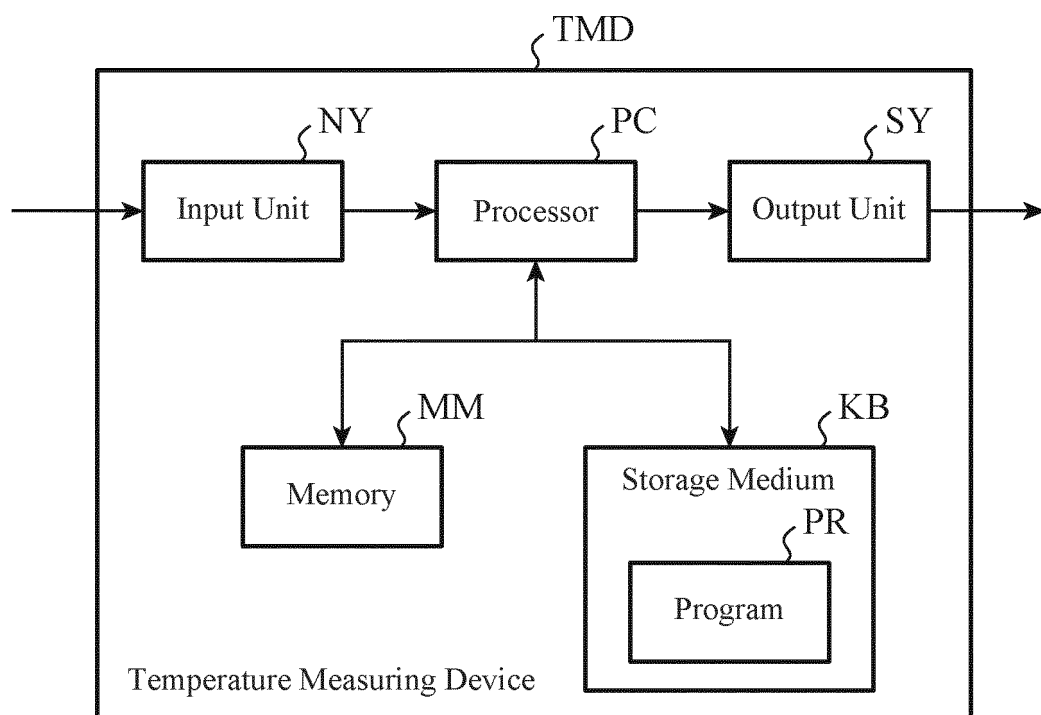 TMD
NY
PC
SY
Input Unit
Processor
Output Unit
MM
KB
Memory
Storage Medium
PR
Program
Temperature Measuring Device